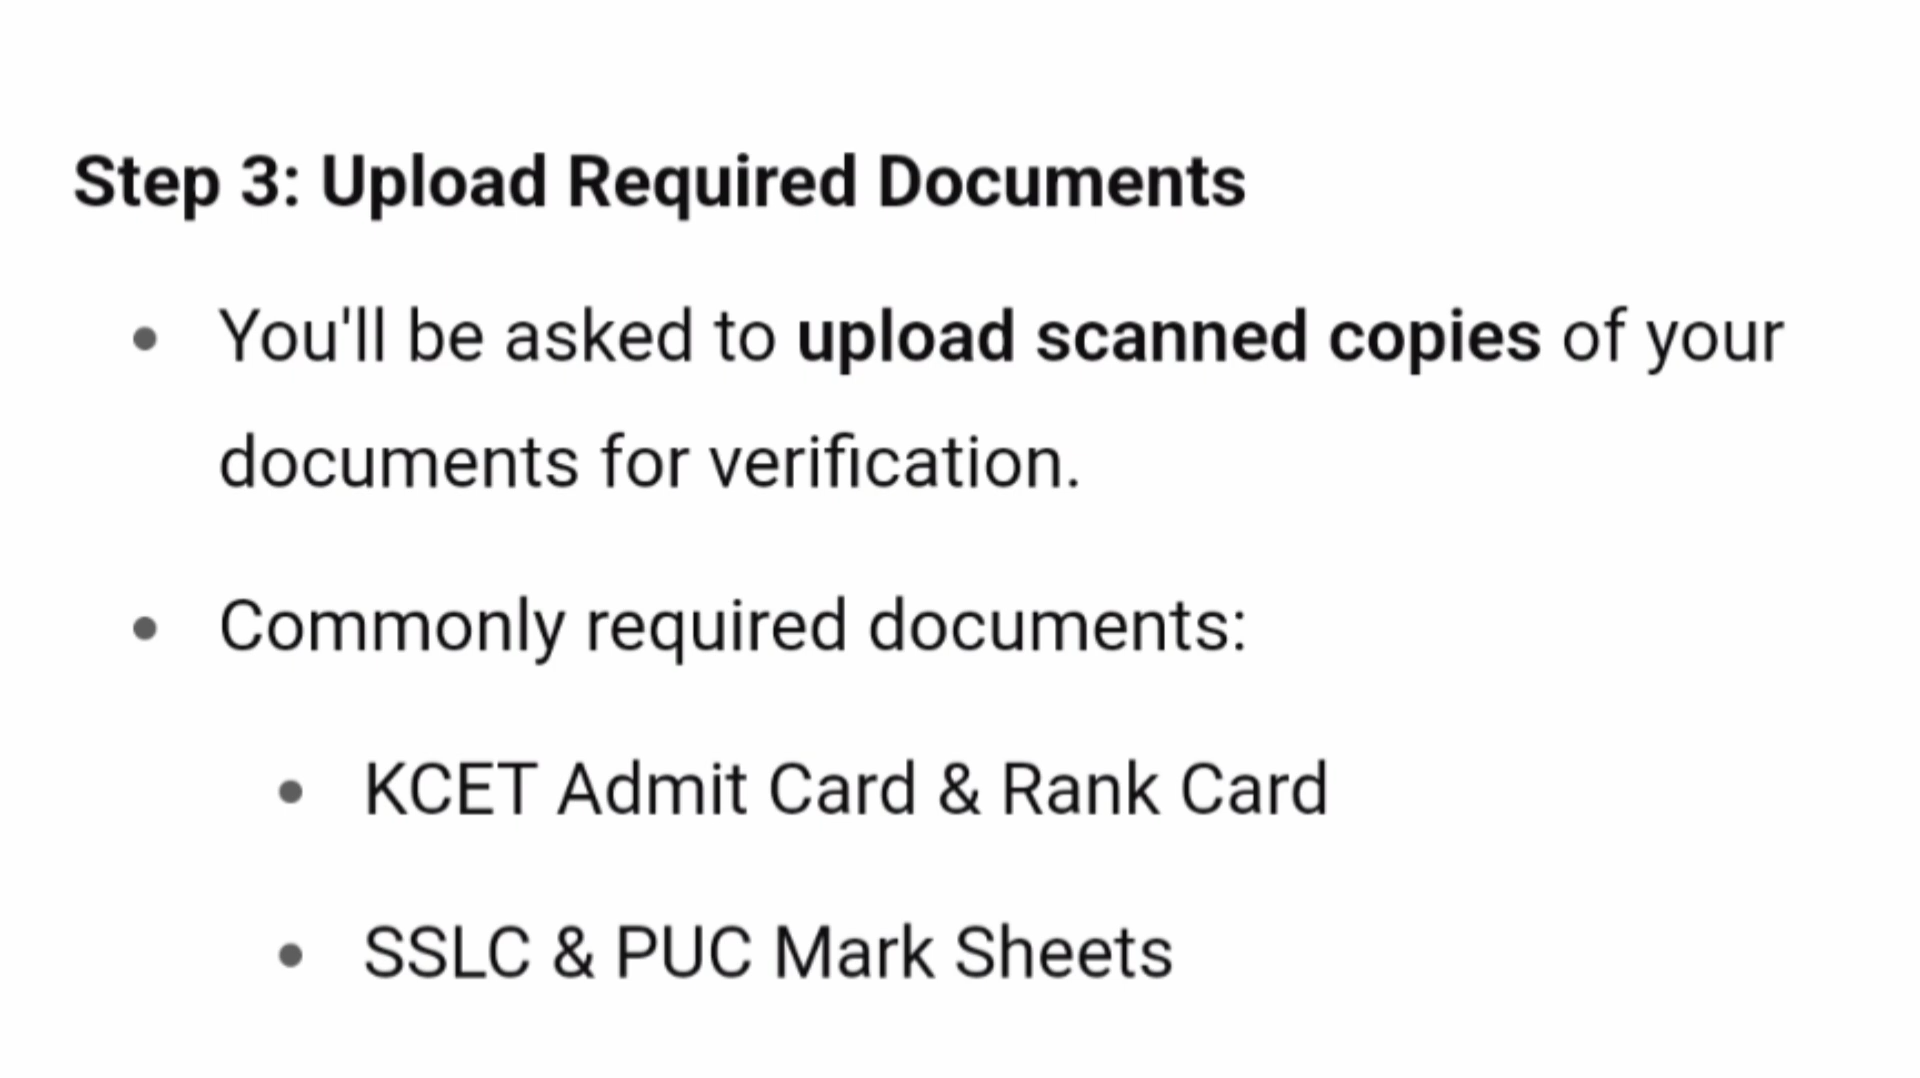 Step 3: Upload Required Documents
You'll be asked to upload scanned copies of your
documents for verification.
Commonly required documents:
KCET Admit Card & Rank Card
SSLC & PUC Mark Sheets